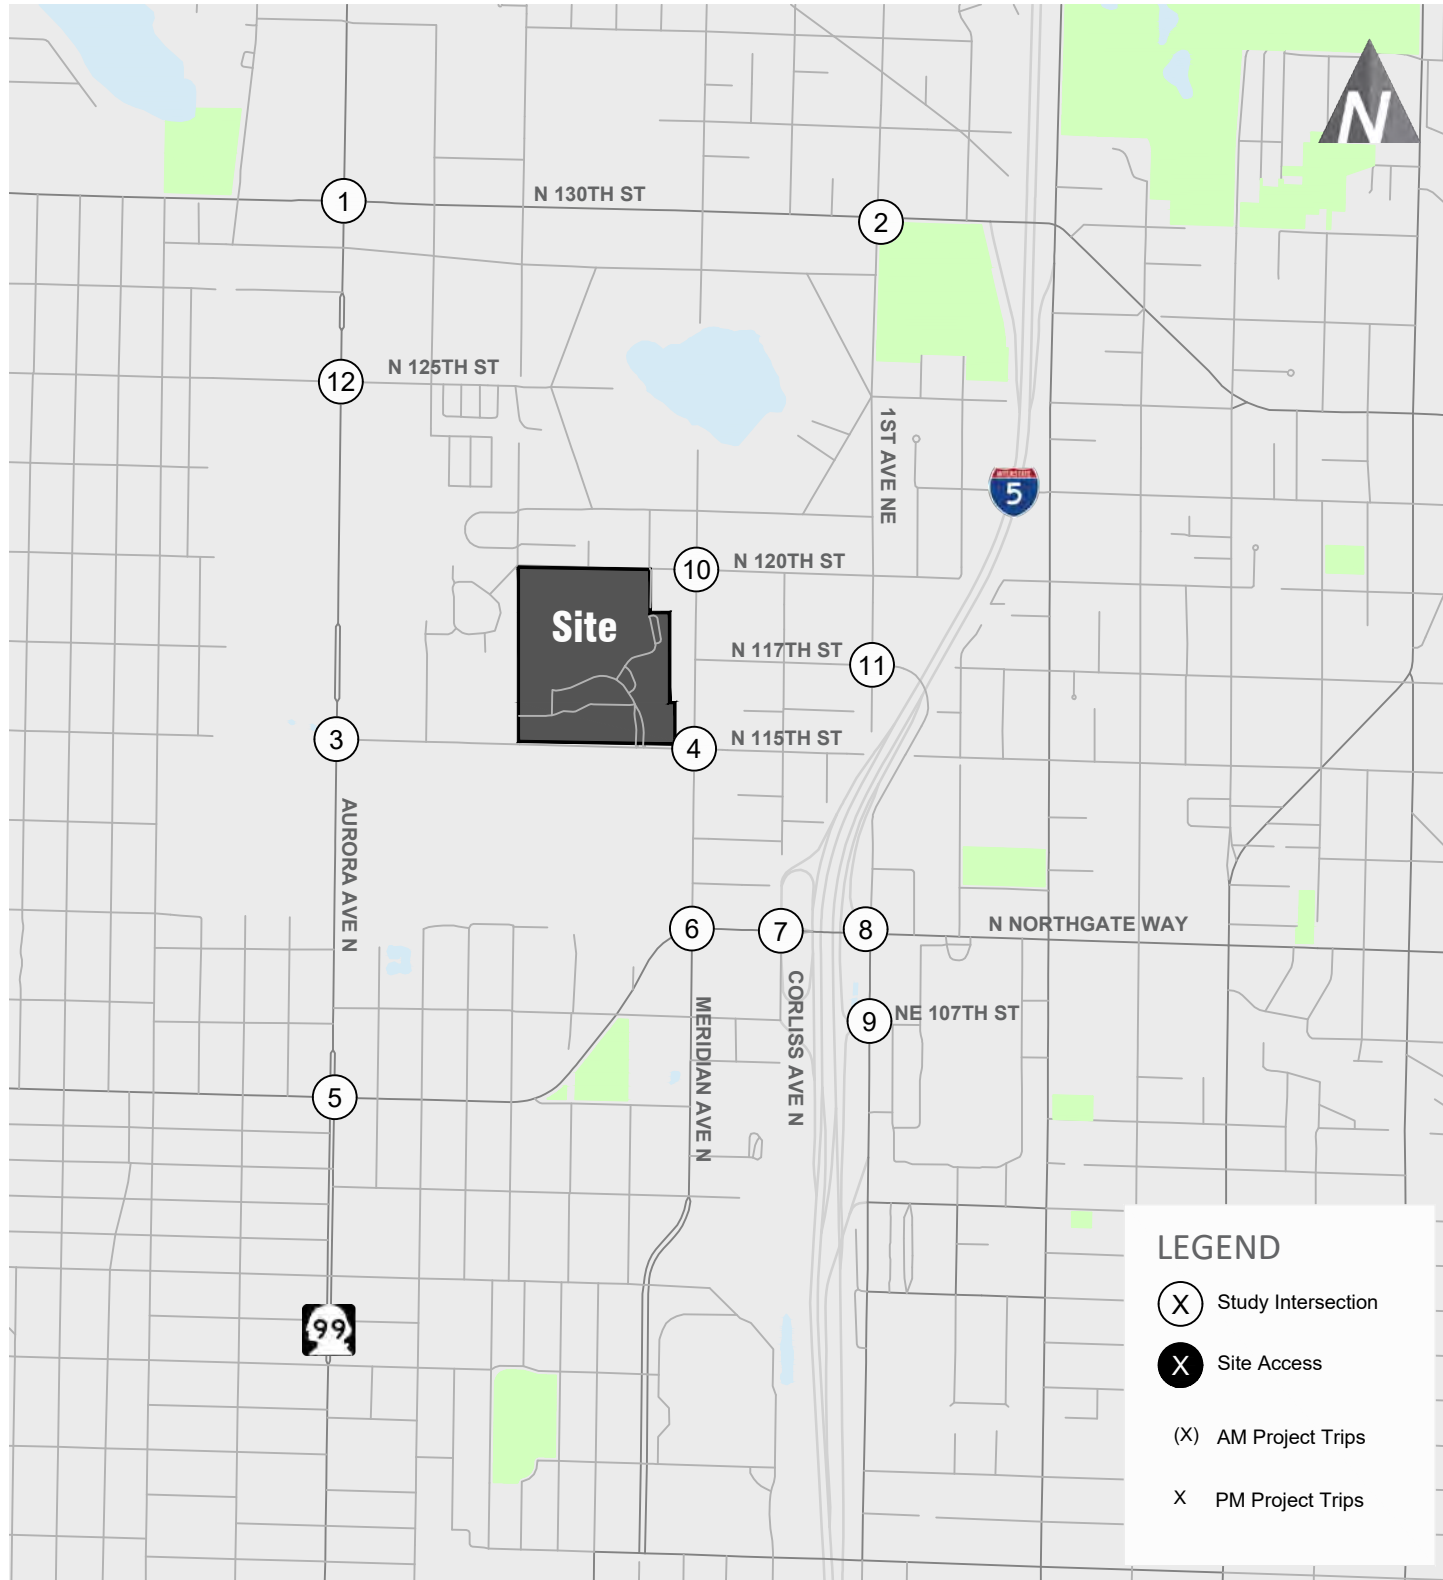 N
1
N 130TH ST
2
12
N 125TH ST
1ST AVE NE
INTERSTATE
5
10
N 120TH ST
Site
N 117TH ST
11
3
4
N 115TH ST
AURORA AVE N
6
7
8
N NORTHGATE WAY
MERIDIAN AVE N
CORLISS AVE N
9
NE 107TH ST
5
99
LEGEND
X Study Intersection
X Site Access
(X) AM Project Trips
X PM Project Trips